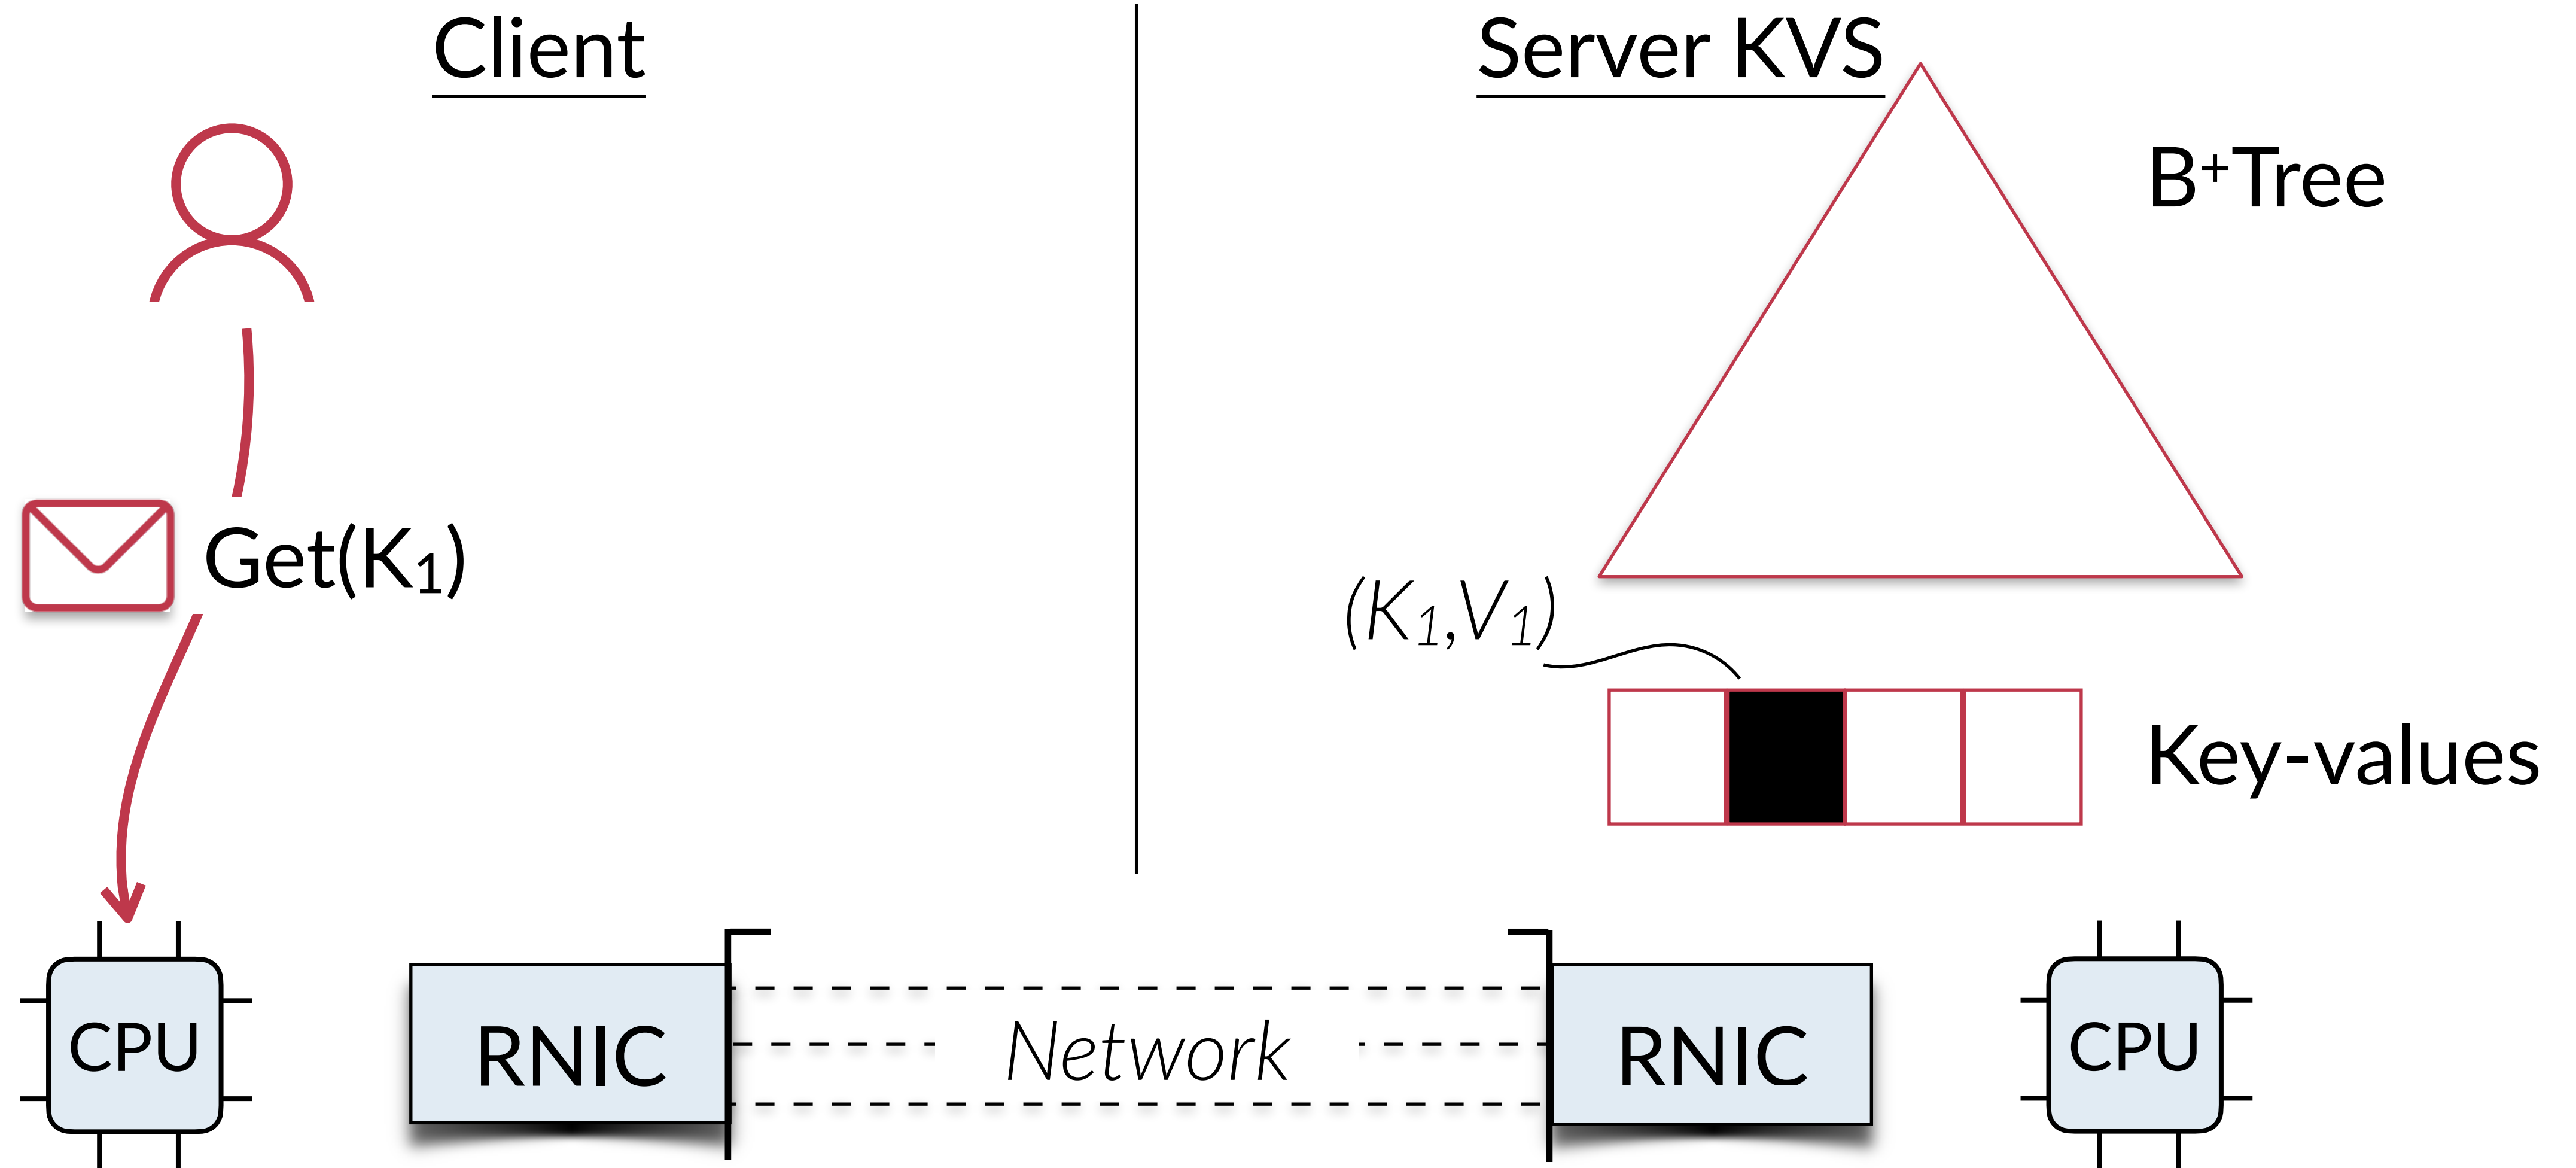 Client
Server KVS
B⁺Tree
Get(K₁)
(K₁,V₁)
Key-values
CPU
RNIC
Network
RNIC
CPU